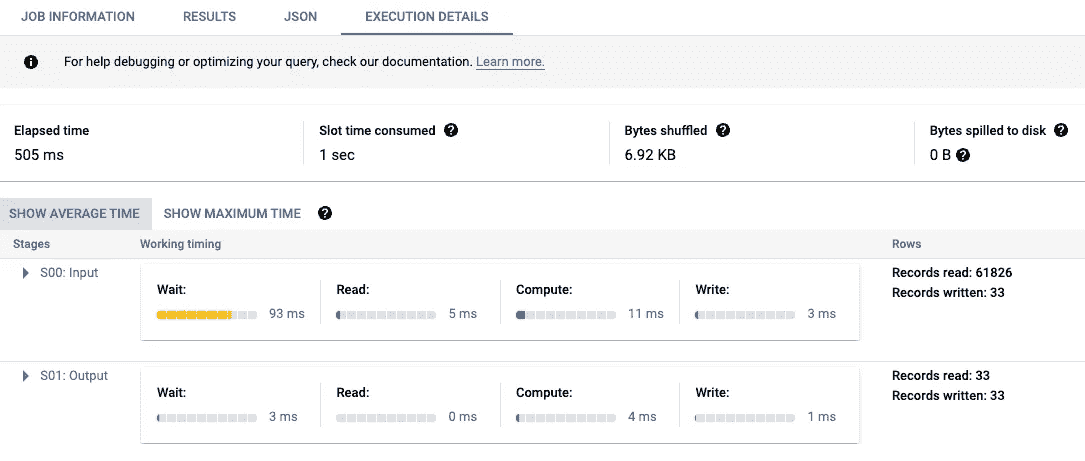 JOB INFORMATION RESULTS JSON EXECUTION DETAILS
For help debugging or optimizing your query, check our documentation. Learn more.
Elapsed time Slot time consumed Bytes shuffled Bytes spilled to disk
505 ms 1 sec 6.92 KB 0 B
SHOW AVERAGE TIME SHOW MAXIMUM TIME
Stages Working timing Rows
S00: Input Records read: 61826
Wait: Read: Compute: Write: Records written: 33
93 ms 5 ms 11 ms 3 ms
S01: Output Records read: 33
Wait: Read: Compute: Write: Records written: 33
3 ms 0 ms 4 ms 1 ms